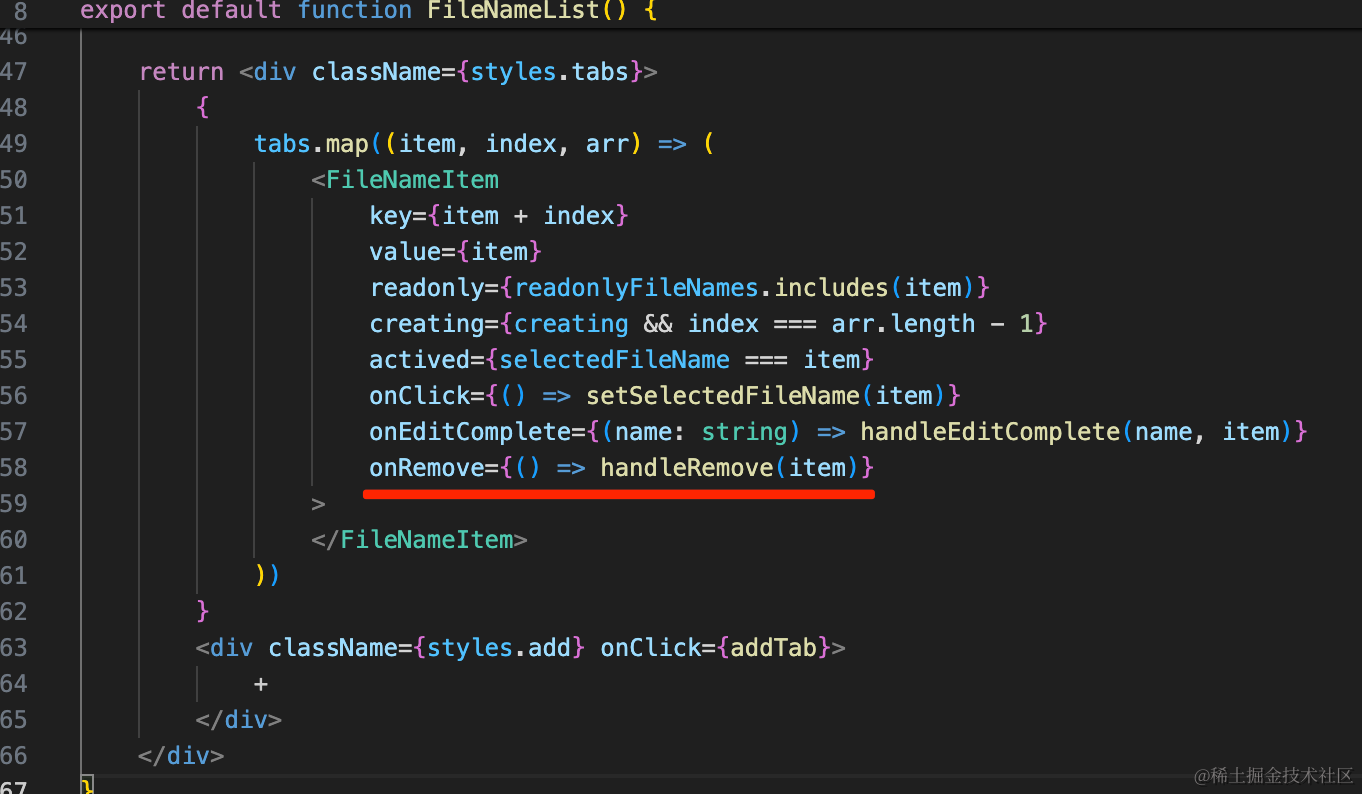 8 export default function FileNameList() {
46
47 return <div className={styles.tabs}>
48 {
49 tabs.map((item, index, arr) => (
50 <FileNameItem
51 key={item + index}
52 value={item}
53 readonly={readonlyFileNames.includes(item)}
54 creating={creating && index === arr.length - 1}
55 actived={selectedFileName === item}
56 onClick={() => setSelectedFileName(item)}
57 onEditComplete={(name: string) => handleEditComplete(name, item)}
58 onRemove={() => handleRemove(item)}
59 >
60 </FileNameItem>
61 ))
62 }
63 <div className={styles.add} onClick={addTab}>
64 +
65 </div>
66 </div>
67 }
@稀土掘金技术社区